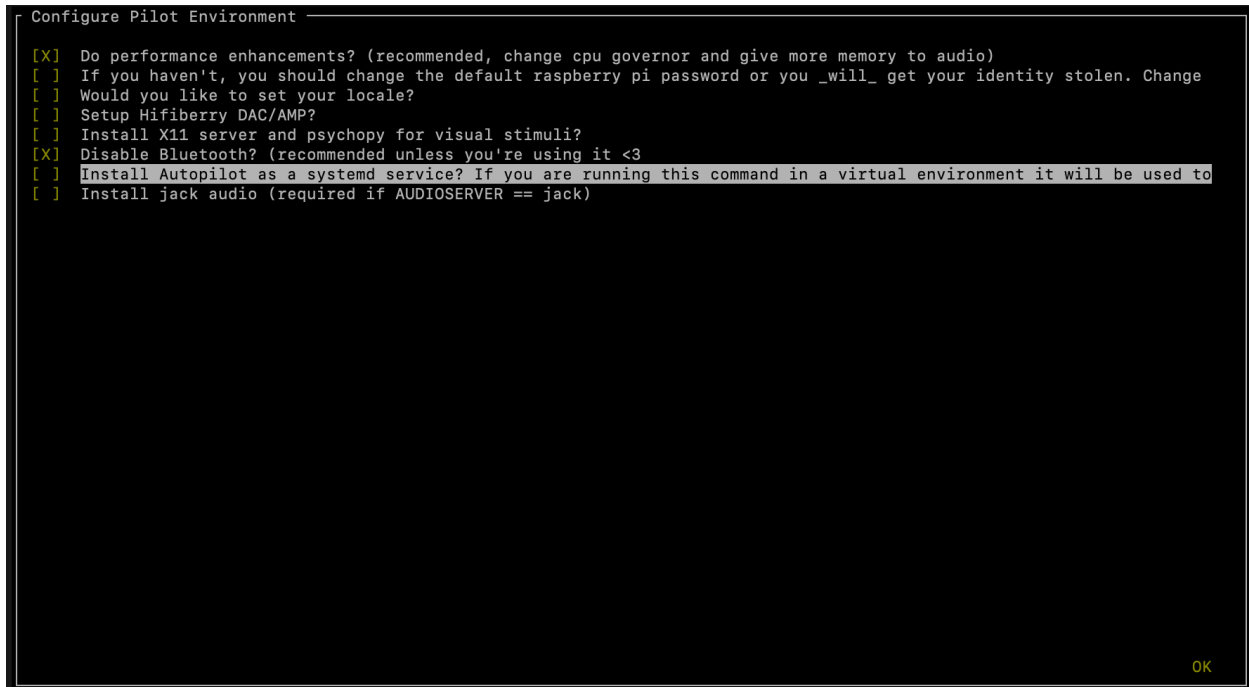 Configure Pilot Environment
[X] Do performance enhancements? (recommended, change cpu governor and give more memory to audio)
[ ] If you haven't, you should change the default raspberry pi password or you _will_ get your identity stolen. Change
[ ] Would you like to set your locale?
[ ] Setup Hifiberry DAC/AMP?
[ ] Install X11 server and psychopy for visual stimuli?
[X] Disable Bluetooth? (recommended unless you're using it <3
[ ] Install Autopilot as a systemd service? If you are running this command in a virtual environment it will be used to
[ ] Install jack audio (required if AUDIOSERVER == jack)
OK